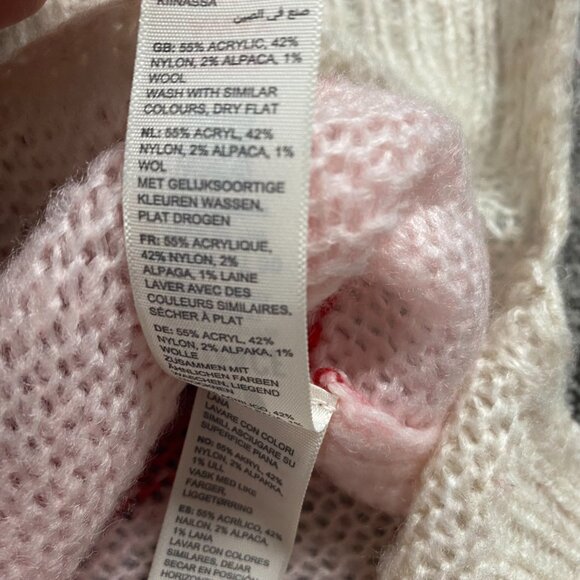 KIINASSA
صنع في الصين
GB: 55% ACRYLIC, 42%
NYLON, 2% ALPACA, 1%
WOOL
WASH WITH SIMILAR
COLOURS, DRY FLAT
NL: 55% ACRYL, 42%
NYLON, 2% ALPACA, 1%
WOL
MET GELIJKSOORTIGE
KLEUREN WASSEN,
PLAT DROGEN
FR: 55% ACRYLIQUE,
42% NYLON, 2%
ALPAGA, 1% LAINE
LAVER AVEC DES
COULEURS SIMILAIRES,
SÉCHER À PLAT
DE: 55% ACRYL, 42%
NYLON, 2% ALPAKA, 1%
WOLLE
ZUSAMMEN MIT
ÄHNLICHEN FARBEN
WASCHEN, LIEGEND
42%
LANA
LAVARE CON COLORI
SIMILI, ASCIUGARE SU
SUPERFICIE PIANA
NO: 55% AKRYL, 42%
NYLON, 2% ALPAKKA,
1% ULL
VASK MED LIKE
FARGER,
LIGGETØRRING
ES: 55% ACRÍLICO, 42%
NAILON, 2% ALPACA,
1% LANA
LAVAR CON COLORES
SIMILARES, DEJAR
SECAR EN POSICIÓN